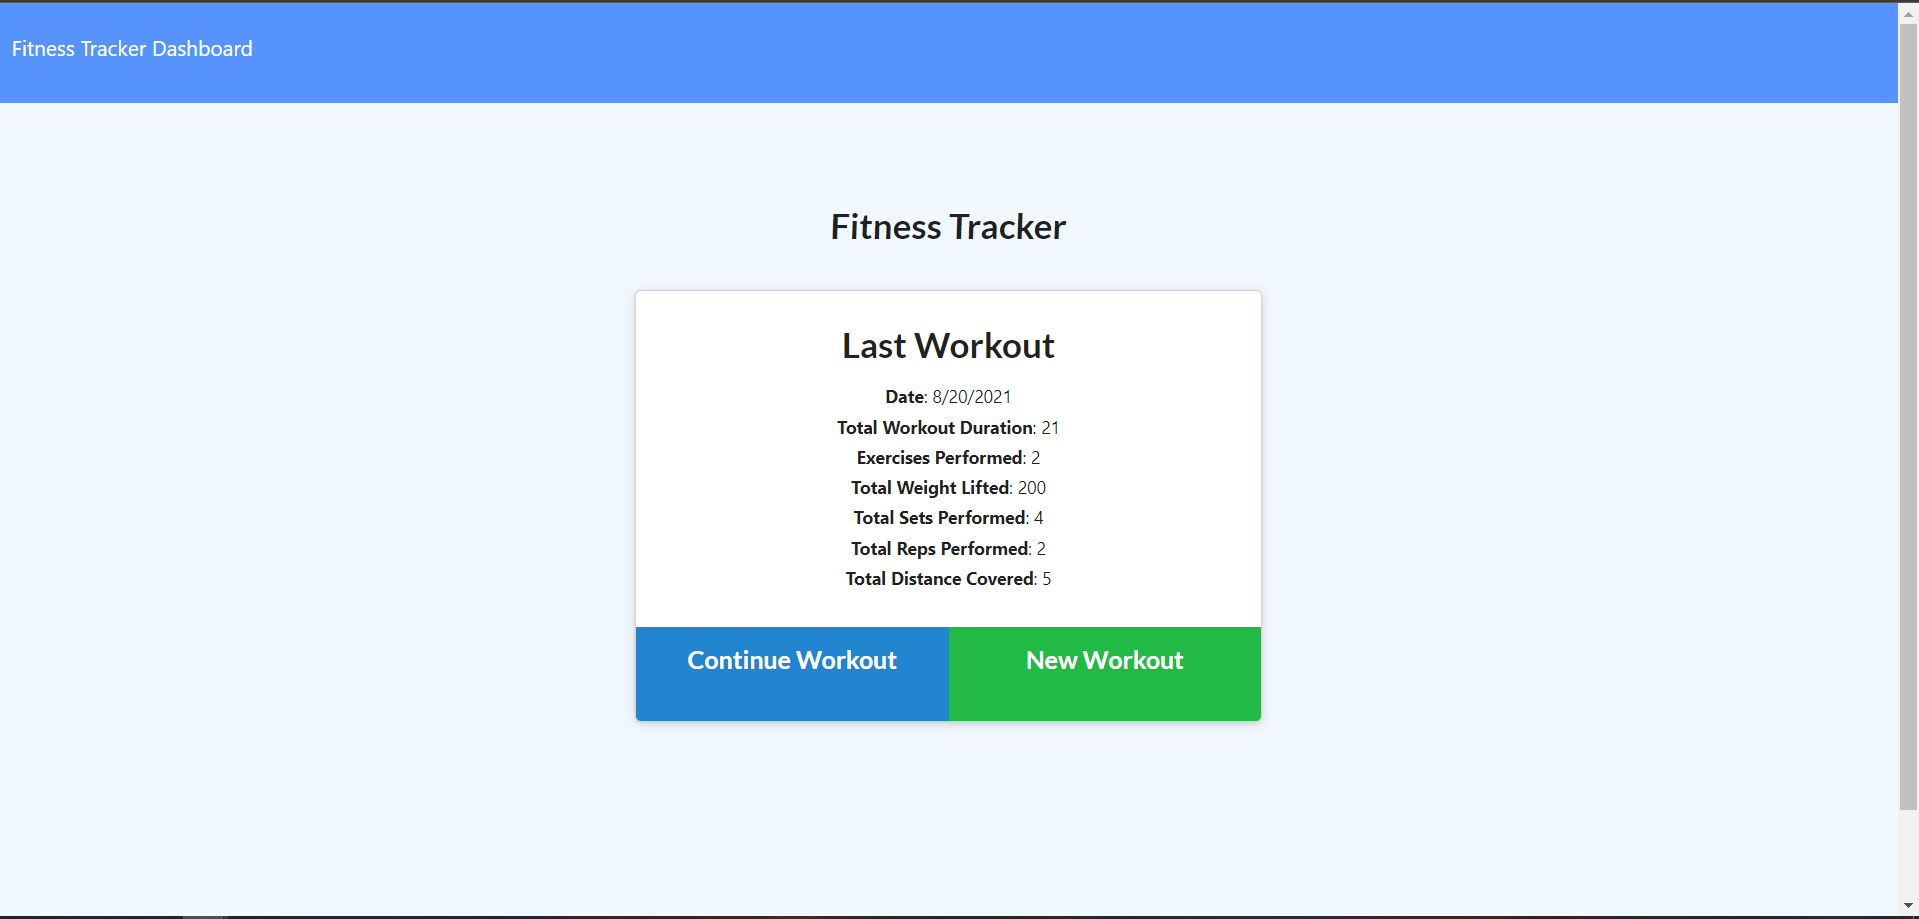 Fitness Tracker Dashboard
Fitness Tracker
Last Workout
Date: 8/20/2021
Total Workout Duration: 21
Exercises Performed: 2
Total Weight Lifted: 200
Total Sets Performed: 4
Total Reps Performed: 2
Total Distance Covered: 5
Continue Workout
New Workout